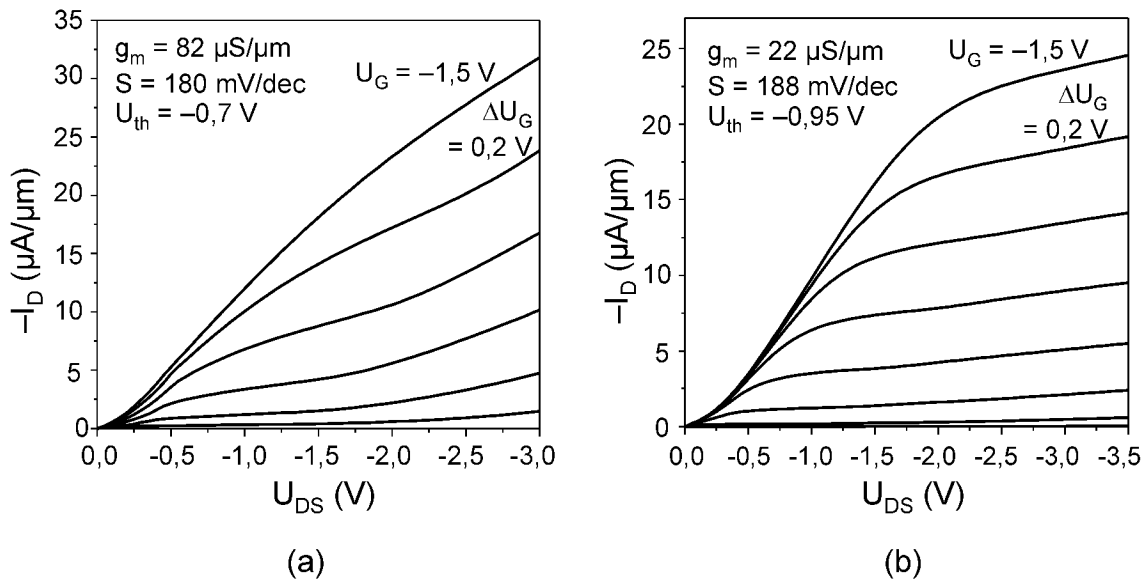 35
30
25
20
15
10
5
0
–I_D (µA/µm)
g_m = 82 µS/µm
S = 180 mV/dec
U_th = –0,7 V
U_G = –1,5 V
ΔU_G
= 0,2 V
0,0 -0,5 -1,0 -1,5 -2,0 -2,5 -3,0
U_DS (V)
(a)
25
20
15
10
5
0
–I_D (µA/µm)
g_m = 22 µS/µm
S = 188 mV/dec
U_th = –0,95 V
U_G = –1,5 V
ΔU_G
= 0,2 V
0,0 -0,5 -1,0 -1,5 -2,0 -2,5 -3,0 -3,5
U_DS (V)
(b)